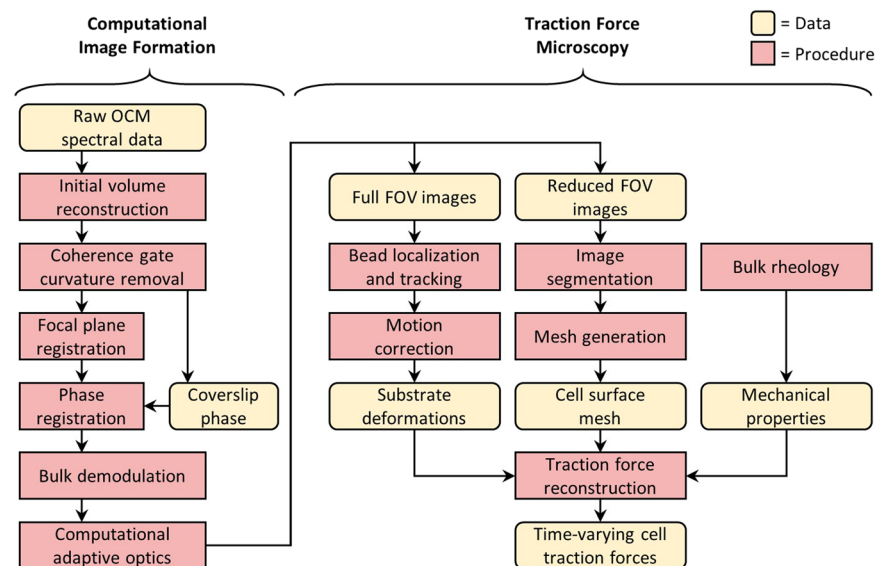 Computational
Image Formation
Traction Force
Microscopy
= Data
= Procedure
Raw OCM
spectral data
Initial volume
reconstruction
Coherence gate
curvature removal
Focal plane
registration
Phase
registration
Coverslip
phase
Bulk demodulation
Computational
adaptive optics
Full FOV images
Bead localization
and tracking
Motion
correction
Substrate
deformations
Reduced FOV
images
Image
segmentation
Mesh generation
Cell surface
mesh
Bulk rheology
Mechanical
properties
Traction force
reconstruction
Time-varying cell
traction forces